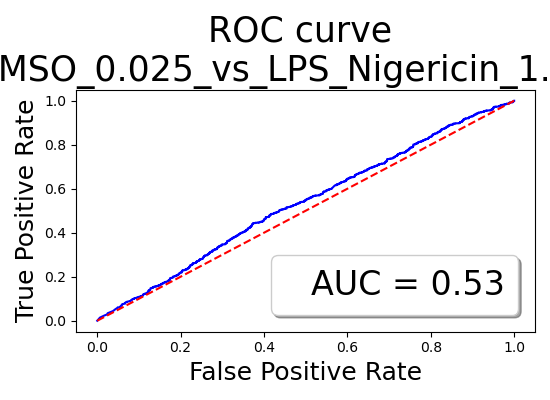 ROC curve
MSO_0.025_vs_LPS_Nigericin_1.
1.0
0.8
0.6
0.4
0.2
0.0
True Positive Rate
AUC = 0.53
0.0 0.2 0.4 0.6 0.8 1.0
False Positive Rate